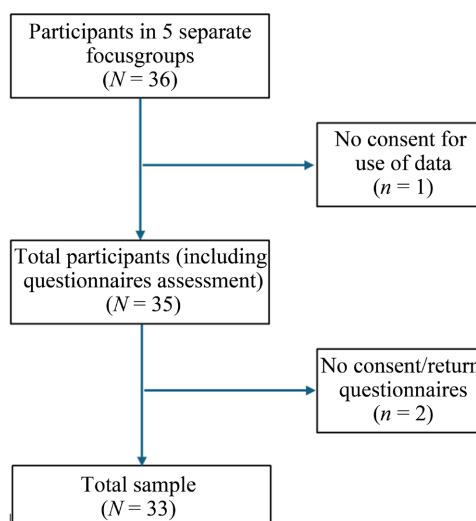 Participants in 5 separate
focusgroups
(N = 36)
No consent for
use of data
(n = 1)
Total participants (including
questionnaires assessment)
(N = 35)
No consent/return
questionnaires
(n = 2)
Total sample
(N = 33)